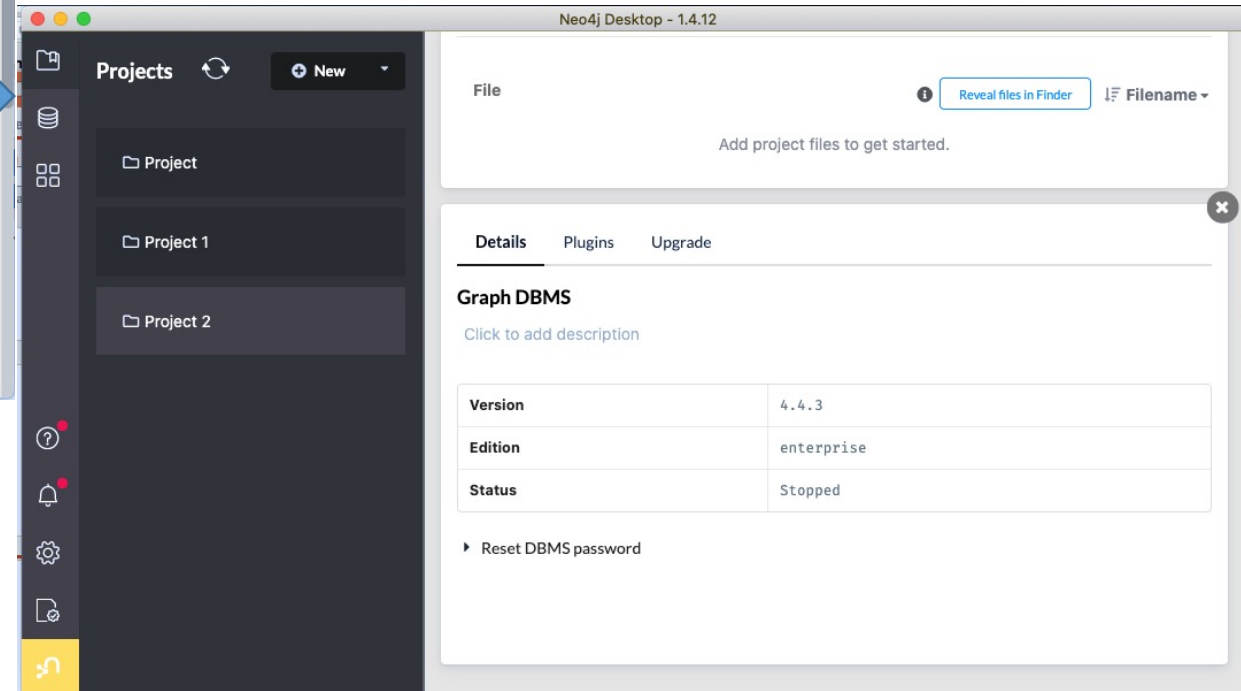 Neo4j Desktop - 1.4.12
Projects
New
Project
Project 1
Project 2
File
Reveal files in Finder
Filename
Add project files to get started.
Details Plugins Upgrade
Graph DBMS
Click to add description
Version 4.4.3
Edition enterprise
Status Stopped
Reset DBMS password